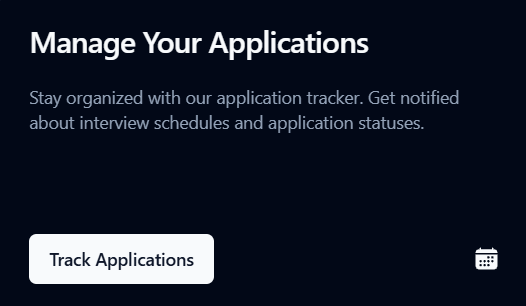 Manage Your Applications
Stay organized with our application tracker. Get notified
about interview schedules and application statuses.
Track Applications